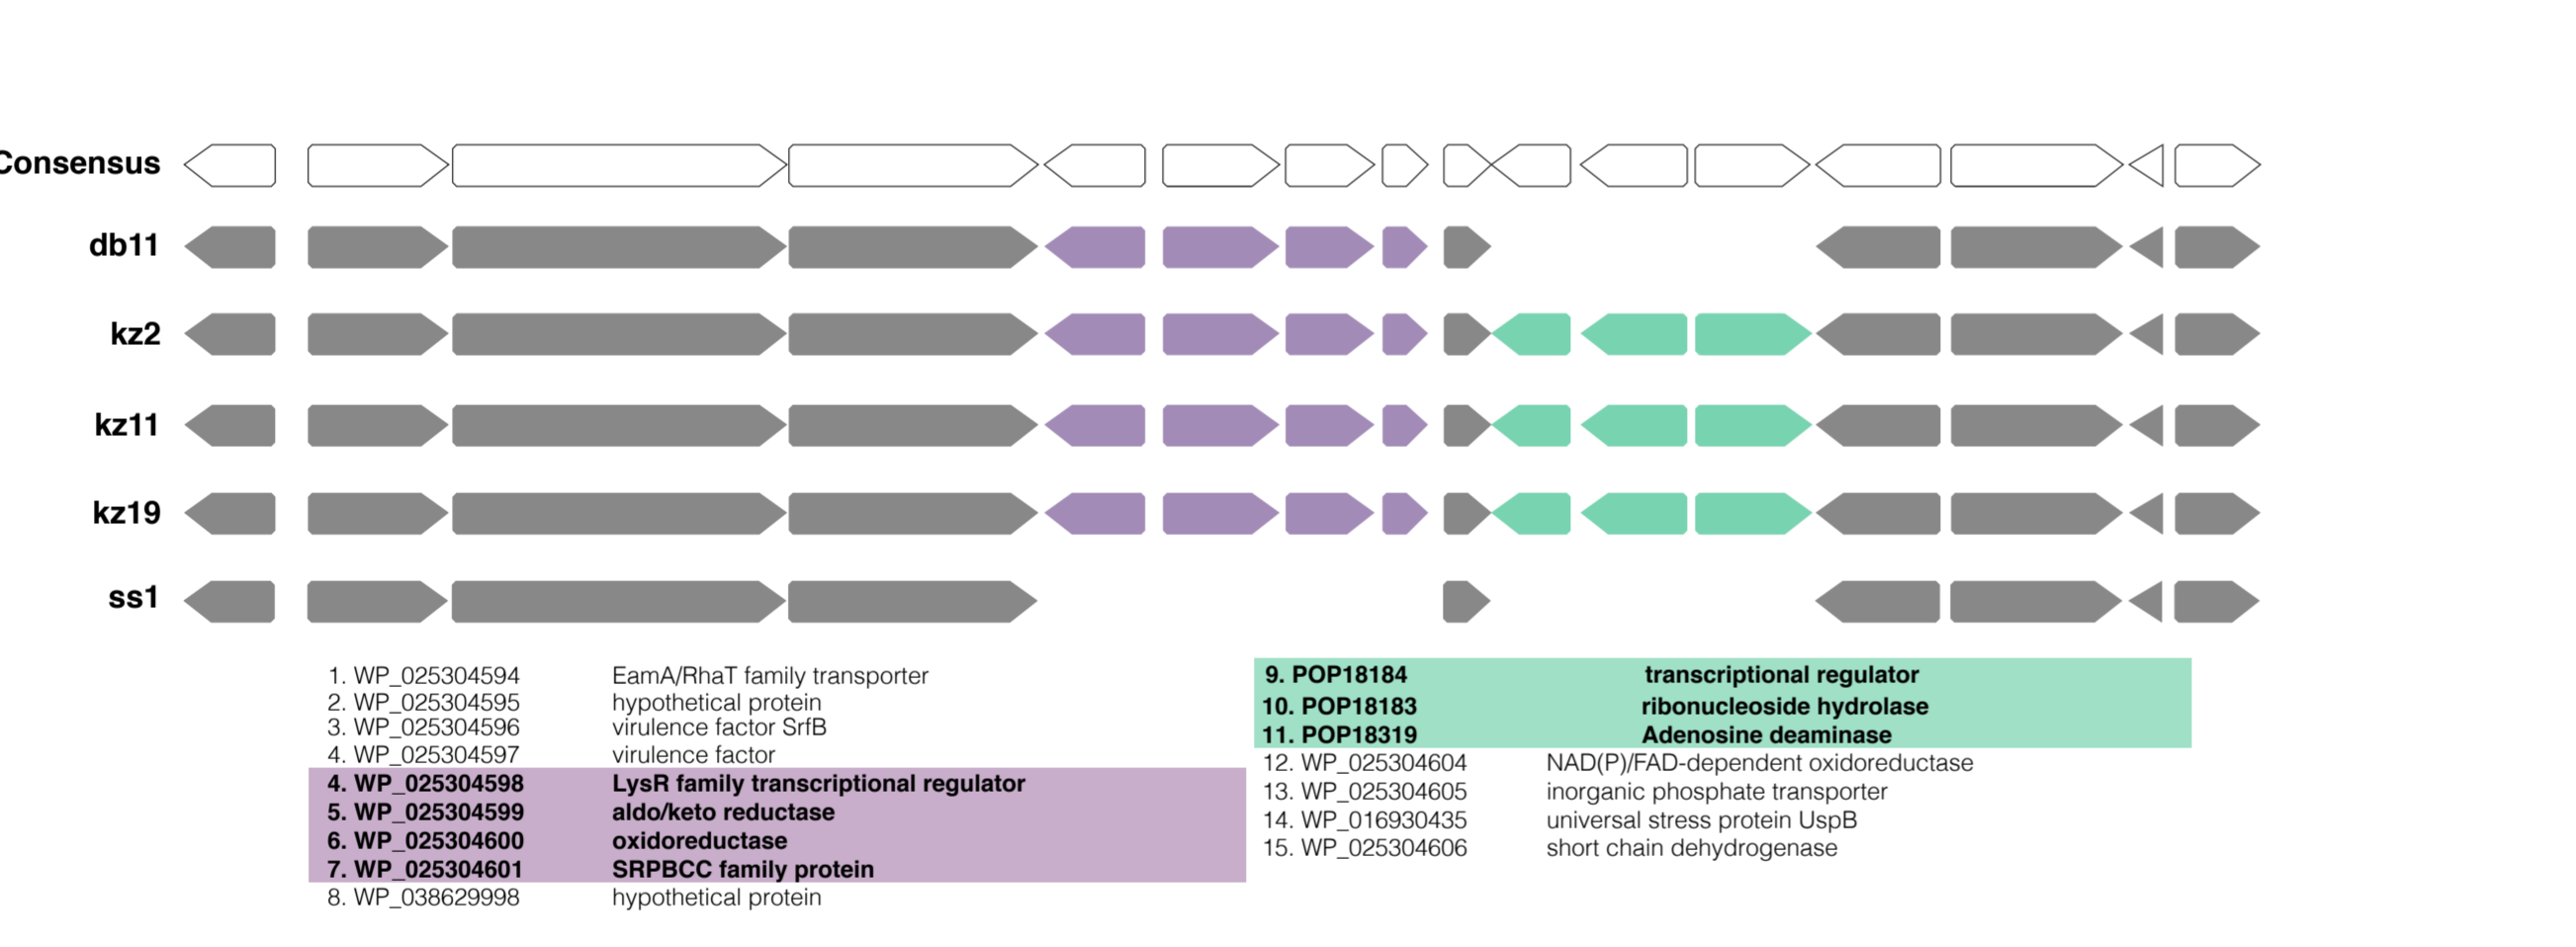 Consensus
db11
kz2
kz11
kz19
ss1
1. WP_025304594 EamA/RhaT family transporter
2. WP_025304595 hypothetical protein
3. WP_025304596 virulence factor SrfB
4. WP_025304597 virulence factor
4. WP_025304598 LysR family transcriptional regulator
5. WP_025304599 aldo/keto reductase
6. WP_025304600 oxidoreductase
7. WP_025304601 SRPBCC family protein
8. WP_038629998 hypothetical protein
9. POP18184 transcriptional regulator
10. POP18183 ribonucleoside hydrolase
11. POP18319 Adenosine deaminase
12. WP_025304604 NAD(P)/FAD-dependent oxidoreductase
13. WP_025304605 inorganic phosphate transporter
14. WP_016930435 universal stress protein UspB
15. WP_025304606 short chain dehydrogenase